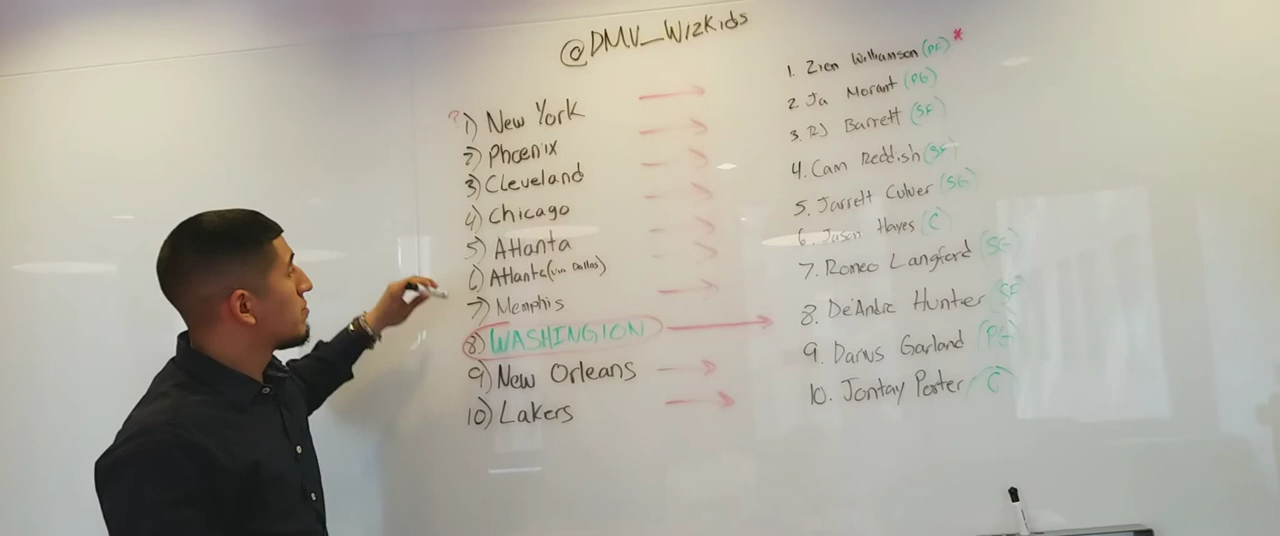 @DMV_WizKids
? 1) New York
2) Phoenix
3) Cleveland
4) Chicago
5) Atlanta
6) Atlanta (via Dallas)
7) Memphis
8) WASHINGTON
9) New Orleans
10) Lakers
1. Zion Williamson (PF) *
2 Ja Morant (PG)
3. RJ Barrett (SF)
4. Cam Reddish (SF)
5. Jarrett Culver (SG)
6. Jason Hayes (C)
7. Romeo Langford (SG)
8. De'Andre Hunter SF
9. Darius Garland PG
10. Jontay Porter (C)